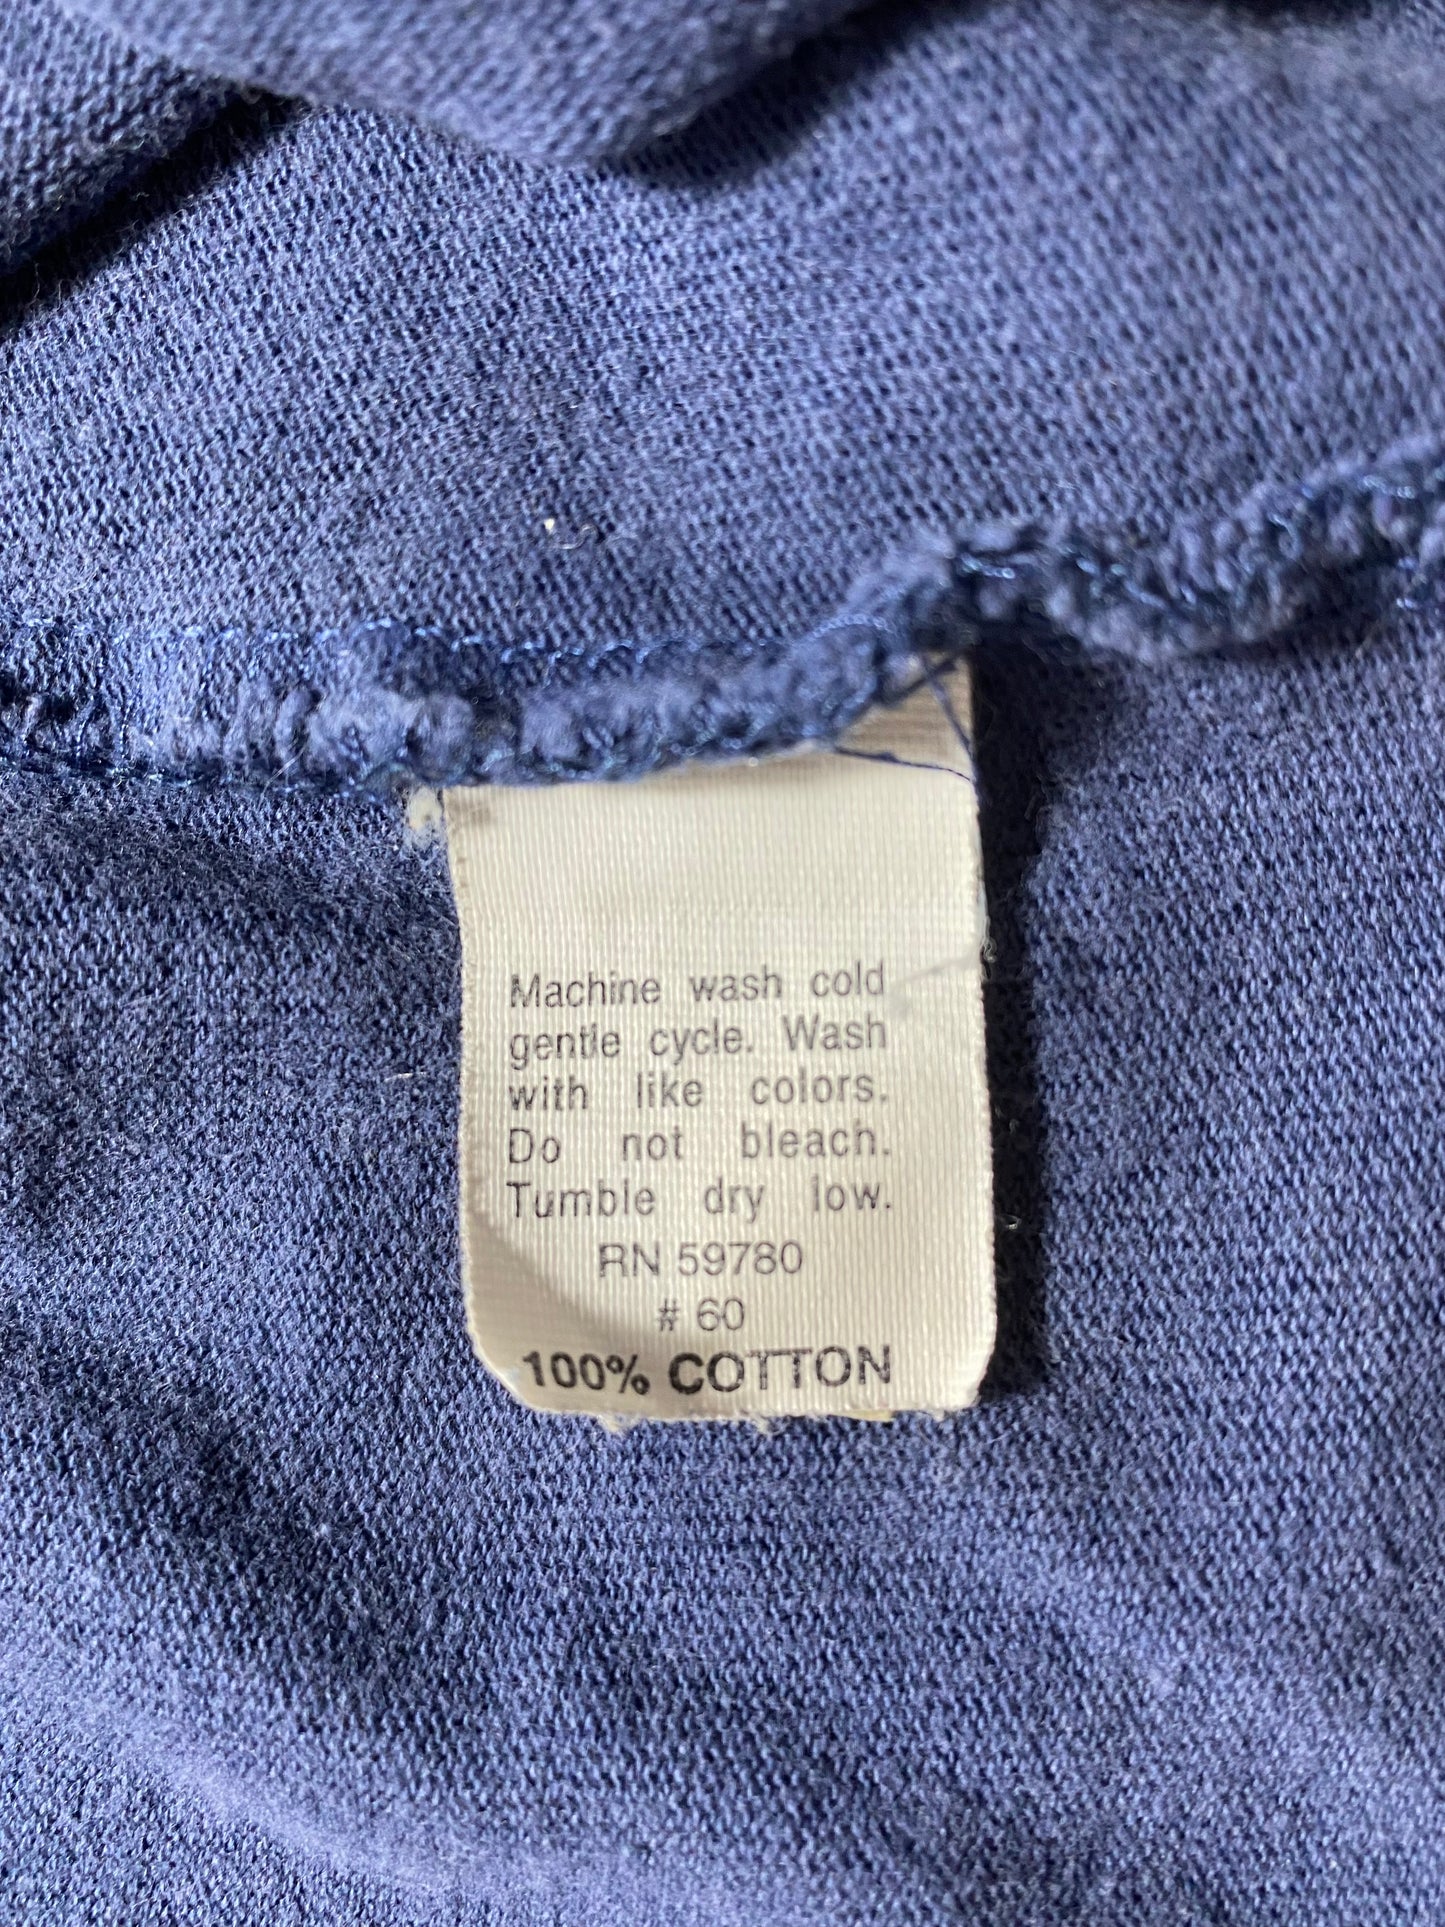 Machine wash cold
gentle cycle. Wash
with like colors.
Do not bleach.
Tumble dry low.
RN 59780
# 60
100% COTTON